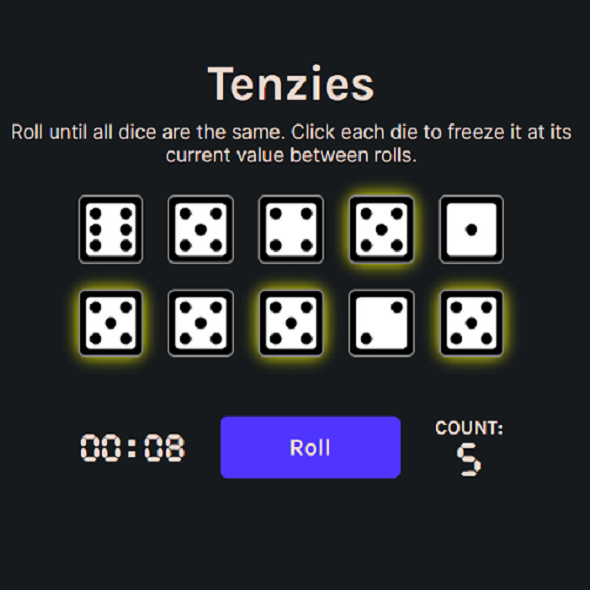 Tenzies
Roll until all dice are the same. Click each die to freeze it at its
current value between rolls.
00:08
Roll
COUNT:
5